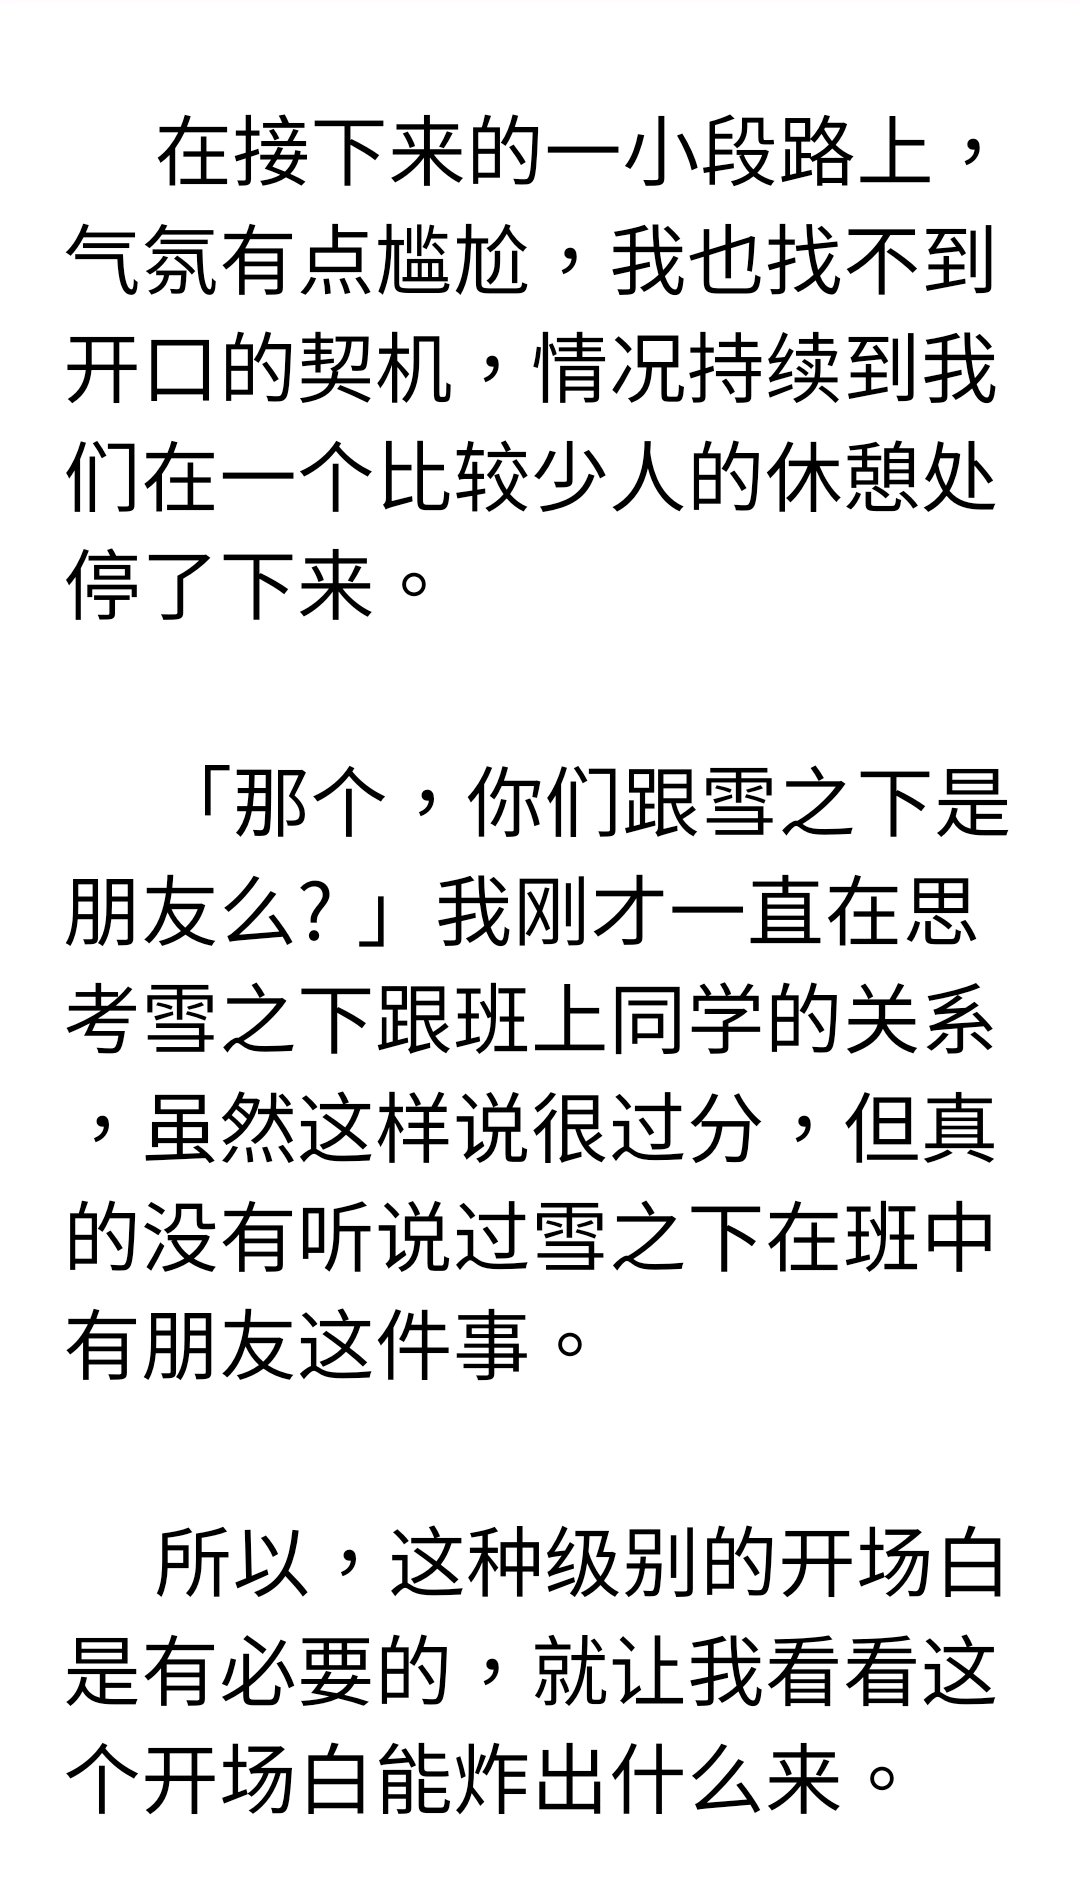 在接下来的一小段路上，
气氛有点尴尬，我也找不到
开口的契机，情况持续到我
们在一个比较少人的休憩处
停了下来。
「那个，你们跟雪之下是
朋友么？」我刚才一直在思
考雪之下跟班上同学的关系
，虽然这样说很过分，但真
的没有听说过雪之下在班中
有朋友这件事。
所以，这种级别的开场白
是有必要的，就让我看看这
个开场白能炸出什么来。